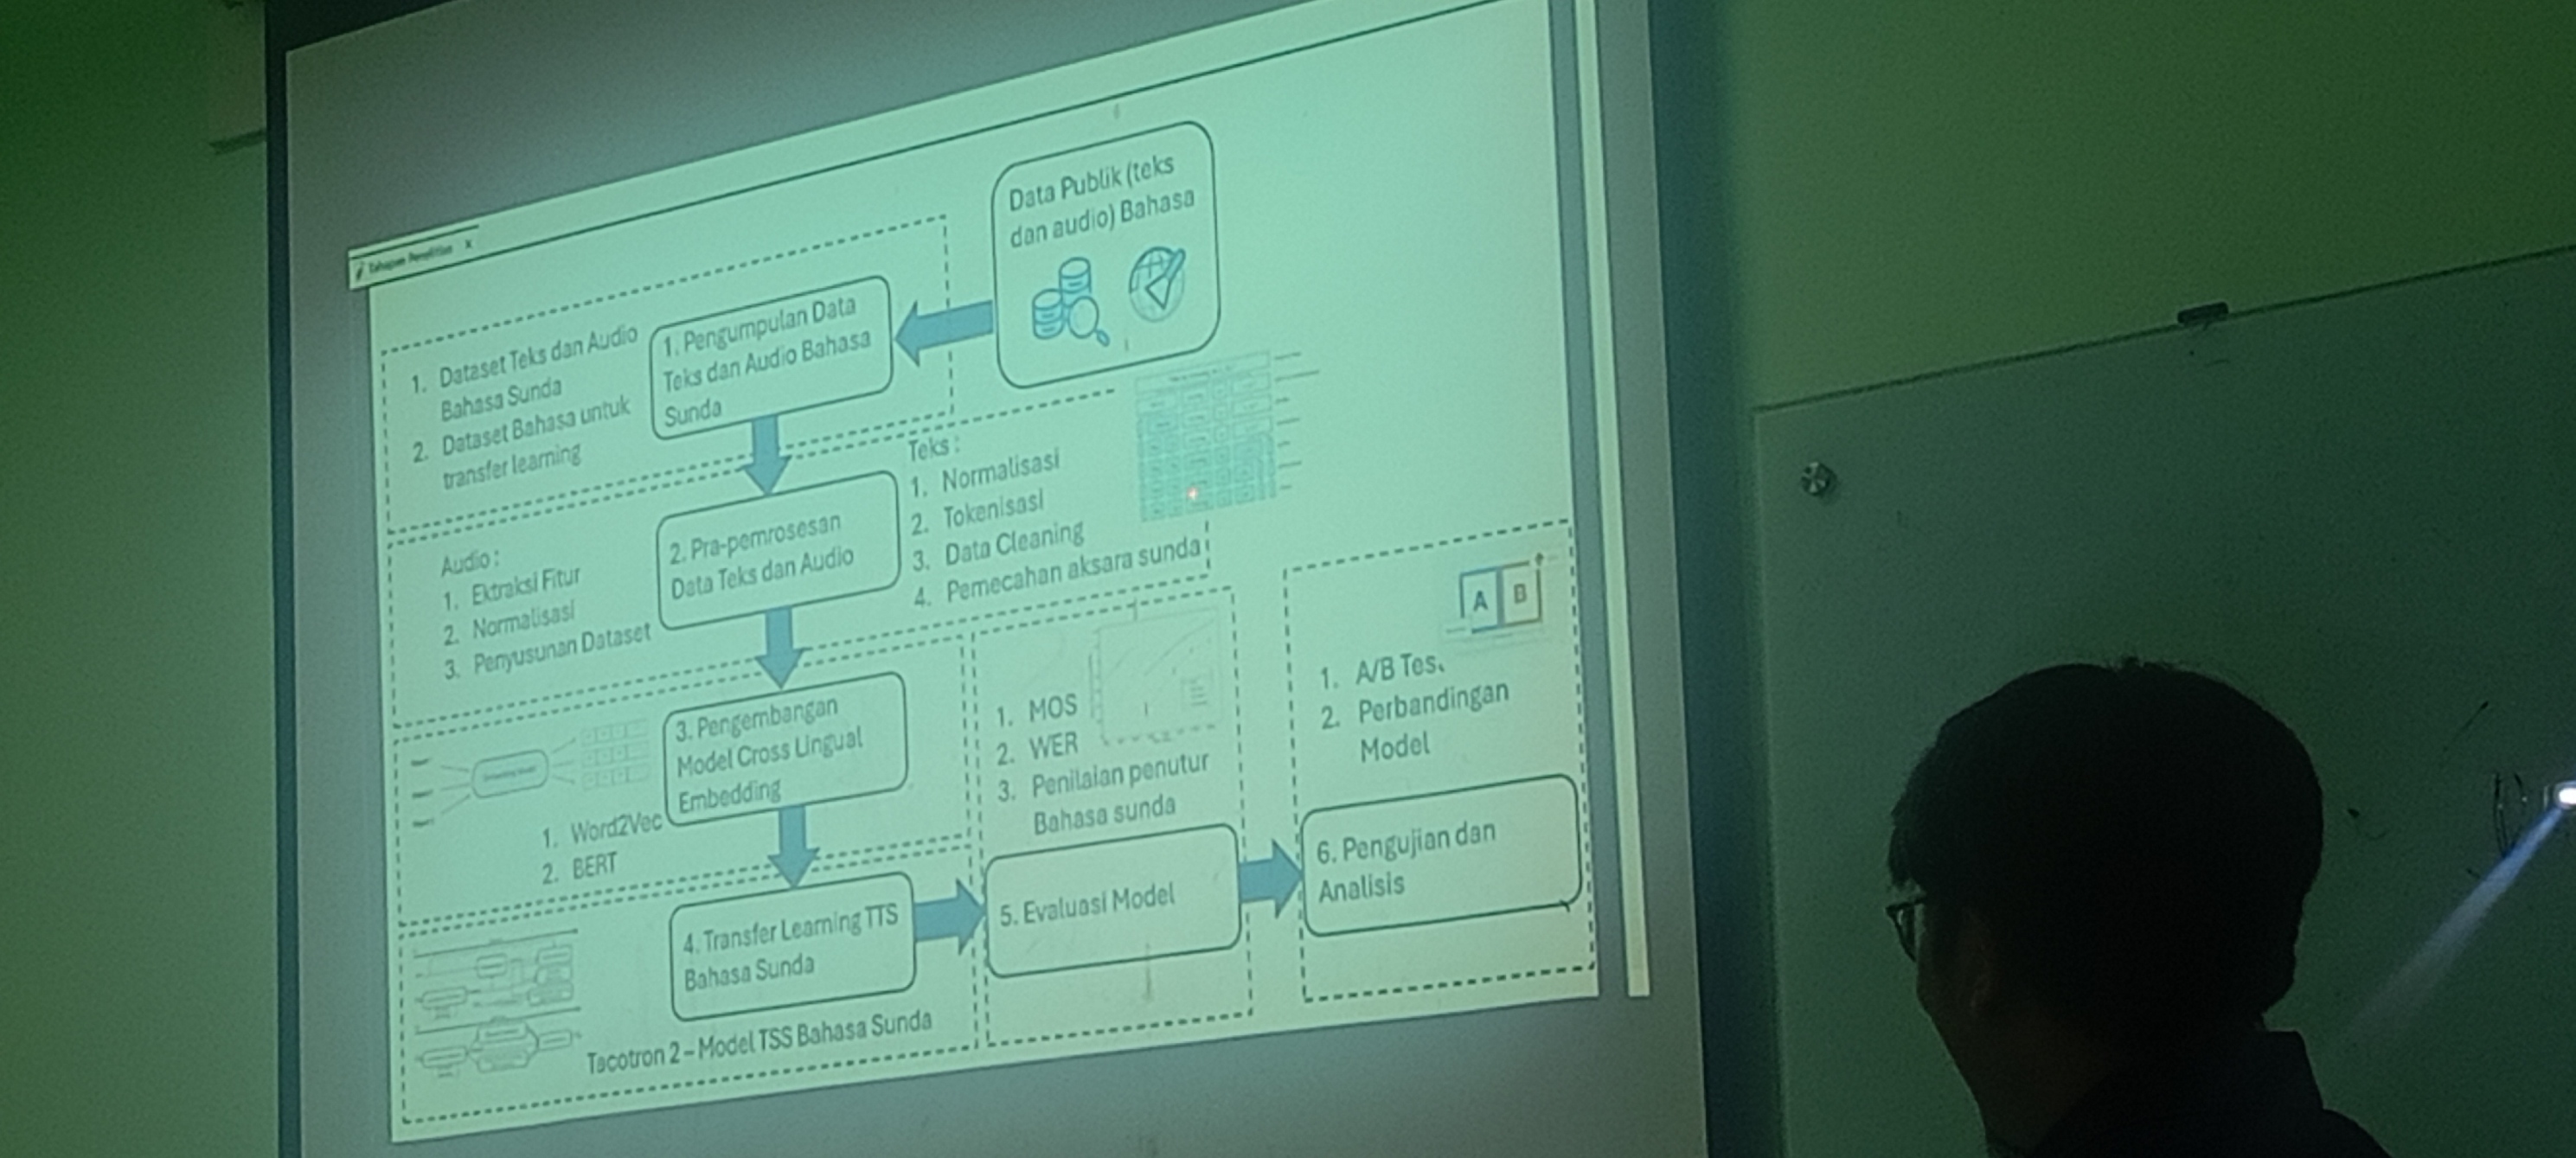 Tahapan Penelitian x
Data Publik (teks
dan audio) Bahasa
1. Dataset Teks dan Audio
Bahasa Sunda
2. Dataset Bahasa untuk
transfer learning
1. Pengumpulan Data
Teks dan Audio Bahasa
Sunda
Audio :
1. Ektraksi Fitur
2. Normalisasi
3. Penyusunan Dataset
2. Pra-pemrosesan
Data Teks dan Audio
Teks :
1. Normalisasi
2. Tokenisasi
3. Data Cleaning
4. Pemecahan aksara sunda
3. Pengembangan
Model Cross Lingual
Embedding
1. Word2Vec
2. BERT
4. Transfer Learning TTS
Bahasa Sunda
Tacotron 2 – Model TSS Bahasa Sunda
1. MOS
2. WER
3. Penilaian penutur
Bahasa sunda
5. Evaluasi Model
A B
1. A/B Tes
2. Perbandingan
Model
6. Pengujian dan
Analisis